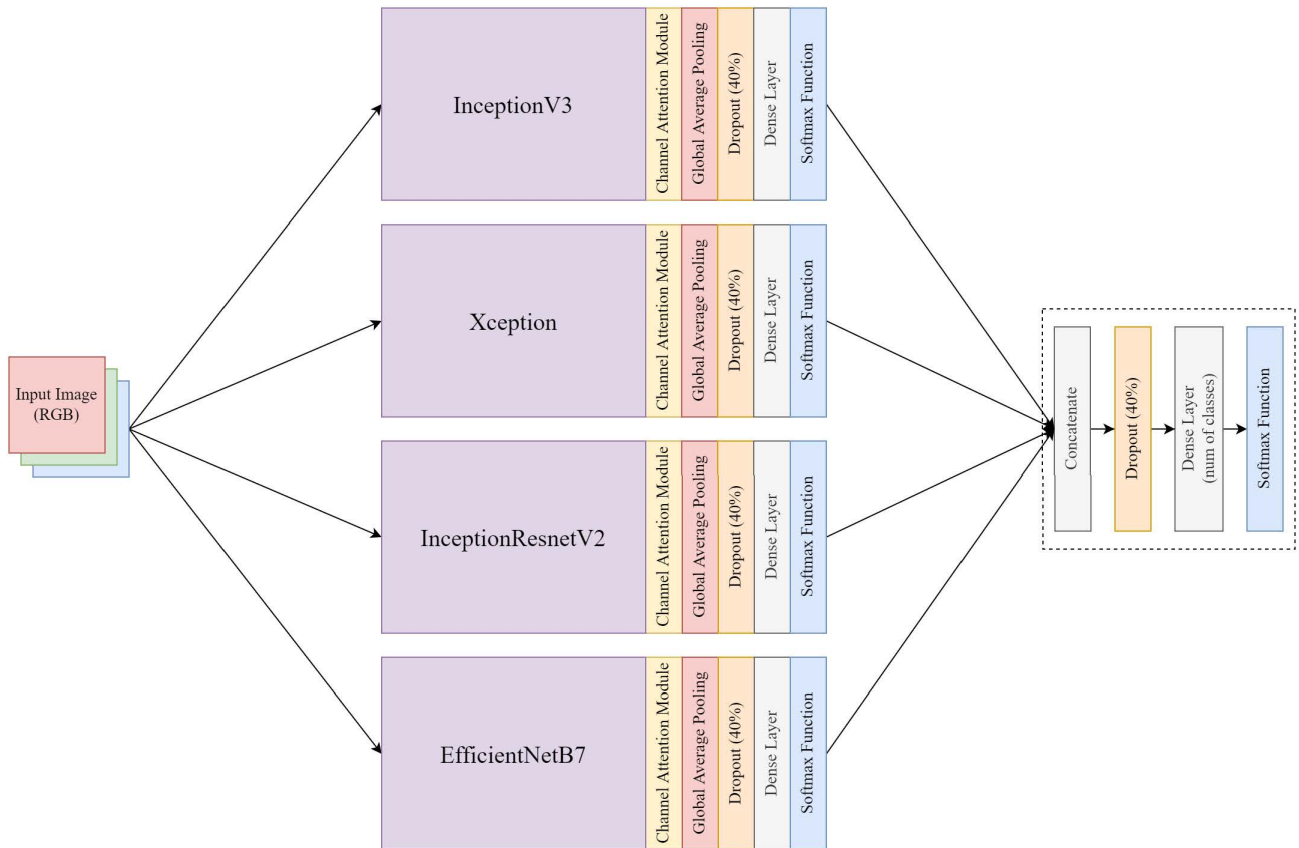 Input Image
(RGB)
InceptionV3
Channel Attention Module
Global Average Pooling
Dropout (40%)
Dense Layer
Softmax Function
Xception
Channel Attention Module
Global Average Pooling
Dropout (40%)
Dense Layer
Softmax Function
InceptionResnetV2
Channel Attention Module
Global Average Pooling
Dropout (40%)
Dense Layer
Softmax Function
EfficientNetB7
Channel Attention Module
Global Average Pooling
Dropout (40%)
Dense Layer
Softmax Function
Concatenate
Dropout (40%)
Dense Layer
(num of classes)
Softmax Function